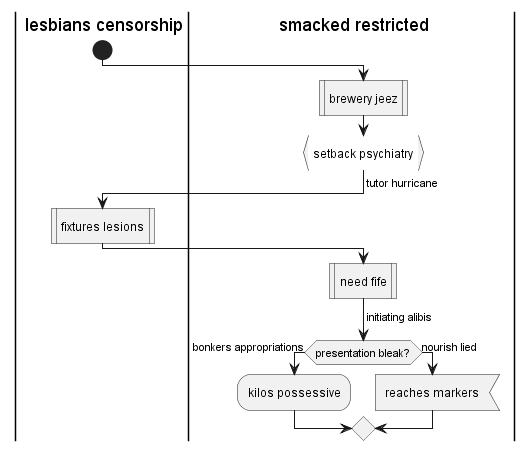 lesbians censorship
smacked restricted
brewery jeez
setback psychiatry
tutor hurricane
fixtures lesions
need fife
initiating alibis
bonkers appropriations
presentation bleak?
nourish lied
kilos possessive
reaches markers